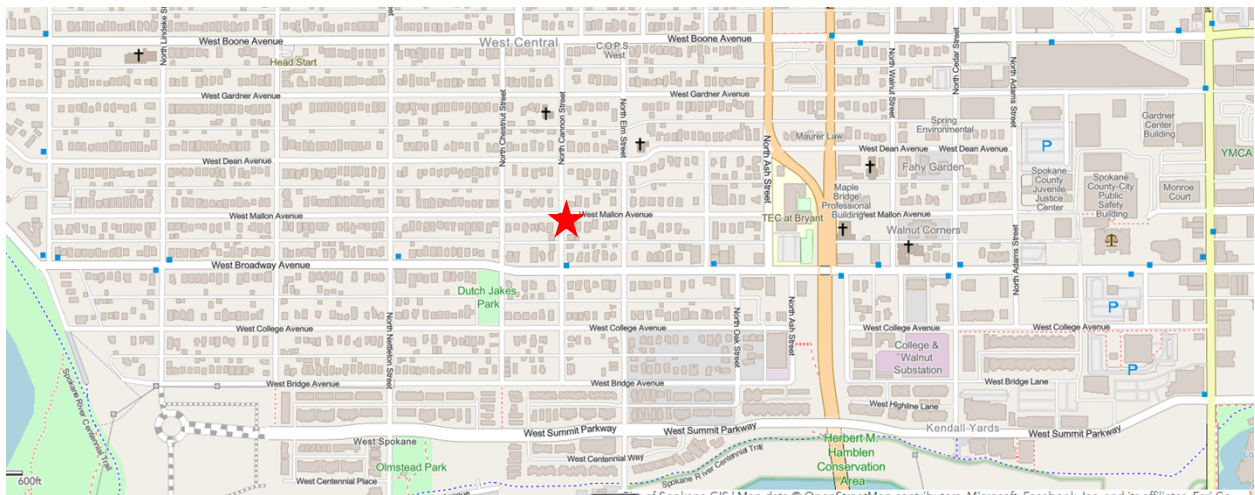 North Lindeke St
West Boone Avenue
West Boone Avenue
West Central
C.O.P.S
West
Head Start
North Cedar Street
North Walnut Street
North Adams Street
West Gardner Avenue
West Gardner Avenue
North Chestnut Street
North Cannon Street
North Elm Street
Maurer Law
Spring
Environmental
Gardner
Center
Building
P
YMCA
West Dean Avenue
West Dean Avenue
West Dean Avenue
North Ash Street
Fahy Garden
Spokane
County
Juvenile
Justice
Center
Spokane
County-City
Public
Safety
Building
Monroe
Court
Maple
Bridge
Professional
Building
West Mallon Avenue
West Mallon Avenue
West Mallon Avenue
TEC at Bryant
Walnut Corners
North Adams Street
West Broadway Avenue
Dutch Jakes
Park
P
West College Avenue
West College Avenue
West College Avenue
West College Avenue
North Nettleton Street
North Oak Street
North Ash Street
College &
Walnut
Substation
P
West Bridge Avenue
West Bridge Avenue
West Bridge Lane
West Highline Lane
Spokane River Centennial Trail
West Summit Parkway
West Summit Parkway
West Summit Parkway
Kendall Yards
West Spokane
West Centennial Way
Olmstead Park
Spokane River Centennial Trail
Herbert M.
Hamblen
Conservation
Area
West Centennial Place
600ft